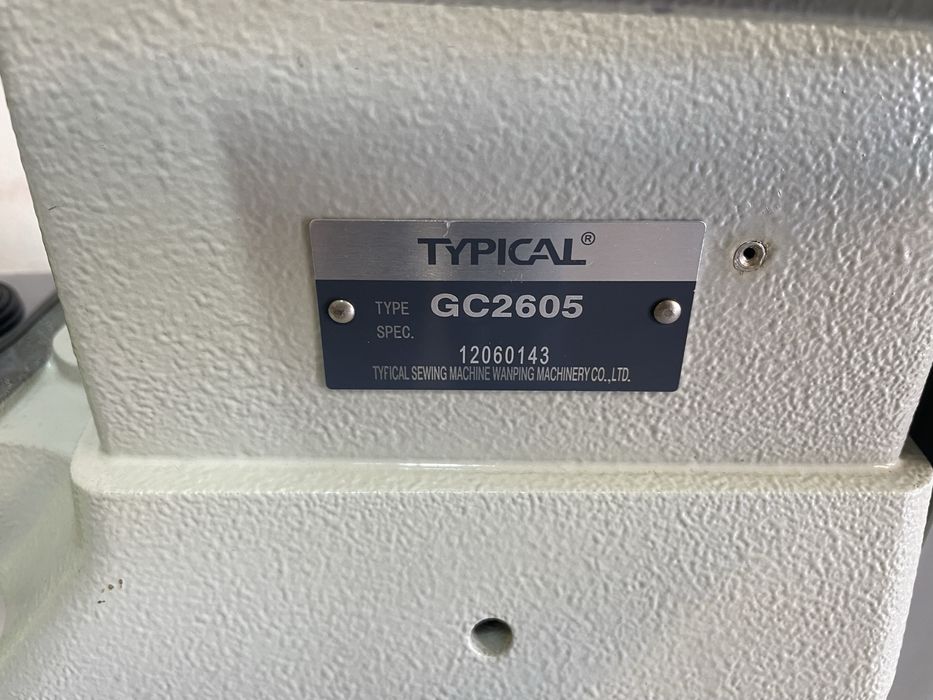 TYPICAL®
TYPE GC2605
SPEC.
12060143
TYFICAL SEWING MACHINE WANPING MACHINERY CO.,LTD.